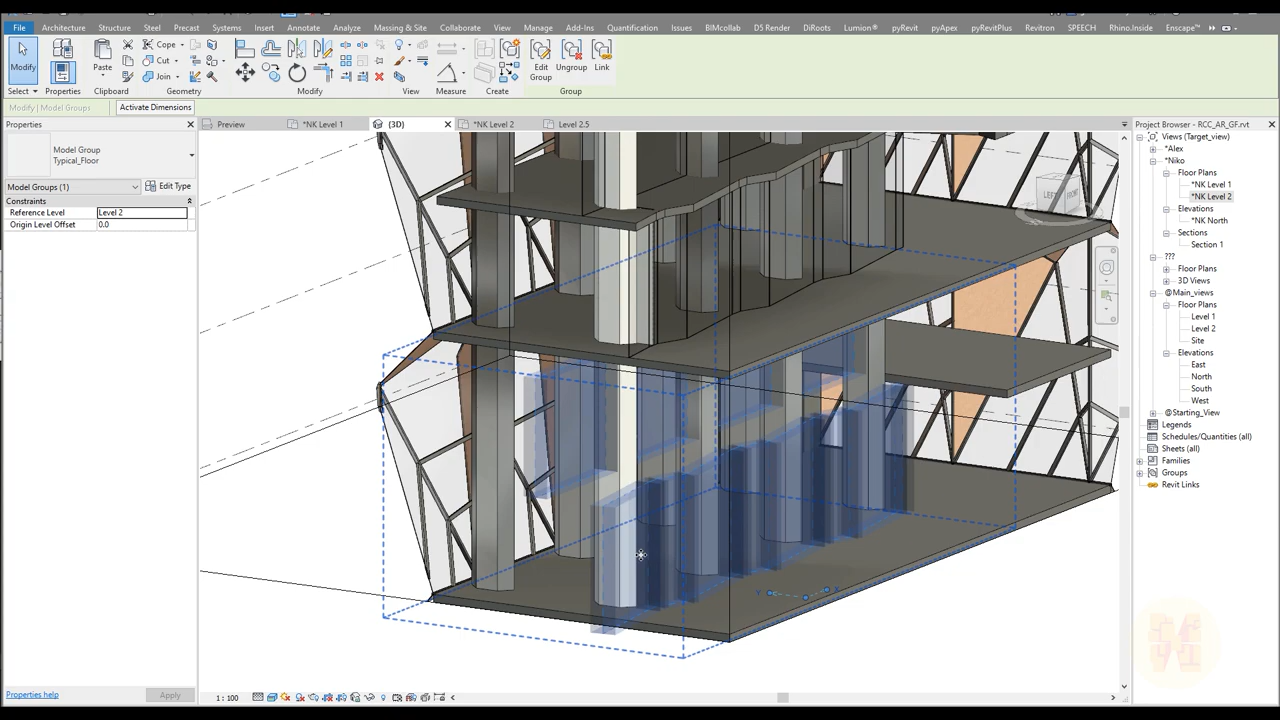 File Architecture Structure Steel Precast Systems Insert Annotate Analyze Massing & Site Collaborate View Manage Add-Ins Quantification Issues BIMcollab D5 Render DiRoots Lumion® pyRevit pyApex pyRevitPlus Revitron SPEECH Rhino.Inside Enscape™
Modify
Paste
Cope
Cut
Join
Edit Group
Ungroup
Link
Select Properties Clipboard Geometry Modify View Measure Create Group
Modify | Model Groups Activate Dimensions
Properties
Preview *NK Level 1 {3D} *NK Level 2 Level 2.5
Project Browser - RCC_AR_GF.rvt
Model Group
Typical_Floor
Model Groups (1) Edit Type
Constraints
Reference Level Level 2
Origin Level Offset 0.0
LEFT FRONT
Views (Target_view)
*Alex
*Niko
Floor Plans
*NK Level 1
*NK Level 2
Elevations
*NK North
Sections
Section 1
???
Floor Plans
3D Views
@Main_views
Floor Plans
Level 1
Level 2
Site
Elevations
East
North
South
West
@Starting_View
Legends
Schedules/Quantities (all)
Sheets (all)
Families
Groups
Revit Links
Properties help Apply
1 : 100